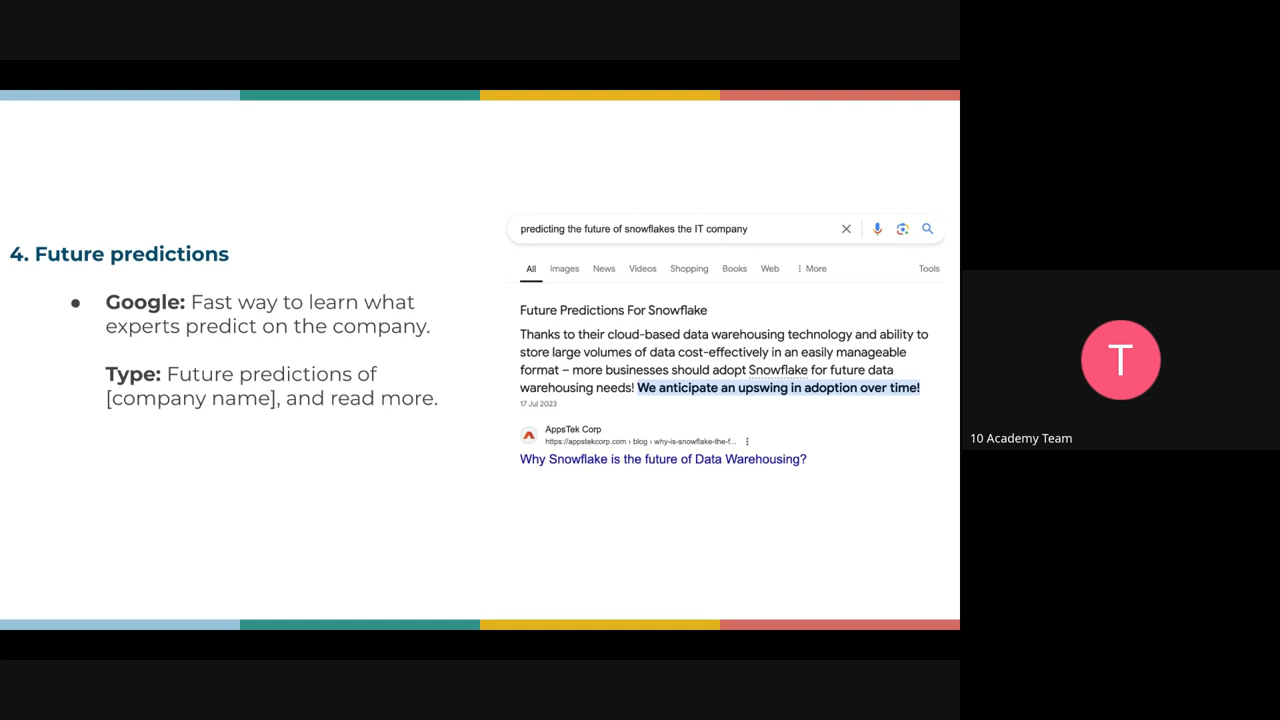 4. Future predictions
● Google: Fast way to learn what
experts predict on the company.
Type: Future predictions of
[company name], and read more.
predicting the future of snowflakes the IT company
All Images News Videos Shopping Books Web More Tools
Future Predictions For Snowflake
Thanks to their cloud-based data warehousing technology and ability to
store large volumes of data cost-effectively in an easily manageable
format – more businesses should adopt Snowflake for future data
warehousing needs! We anticipate an upswing in adoption over time!
17 Jul 2023
AppsTek Corp
https://appstekcorp.com › blog › why-is-snowflake-the-f...
Why Snowflake is the future of Data Warehousing?
T
10 Academy Team